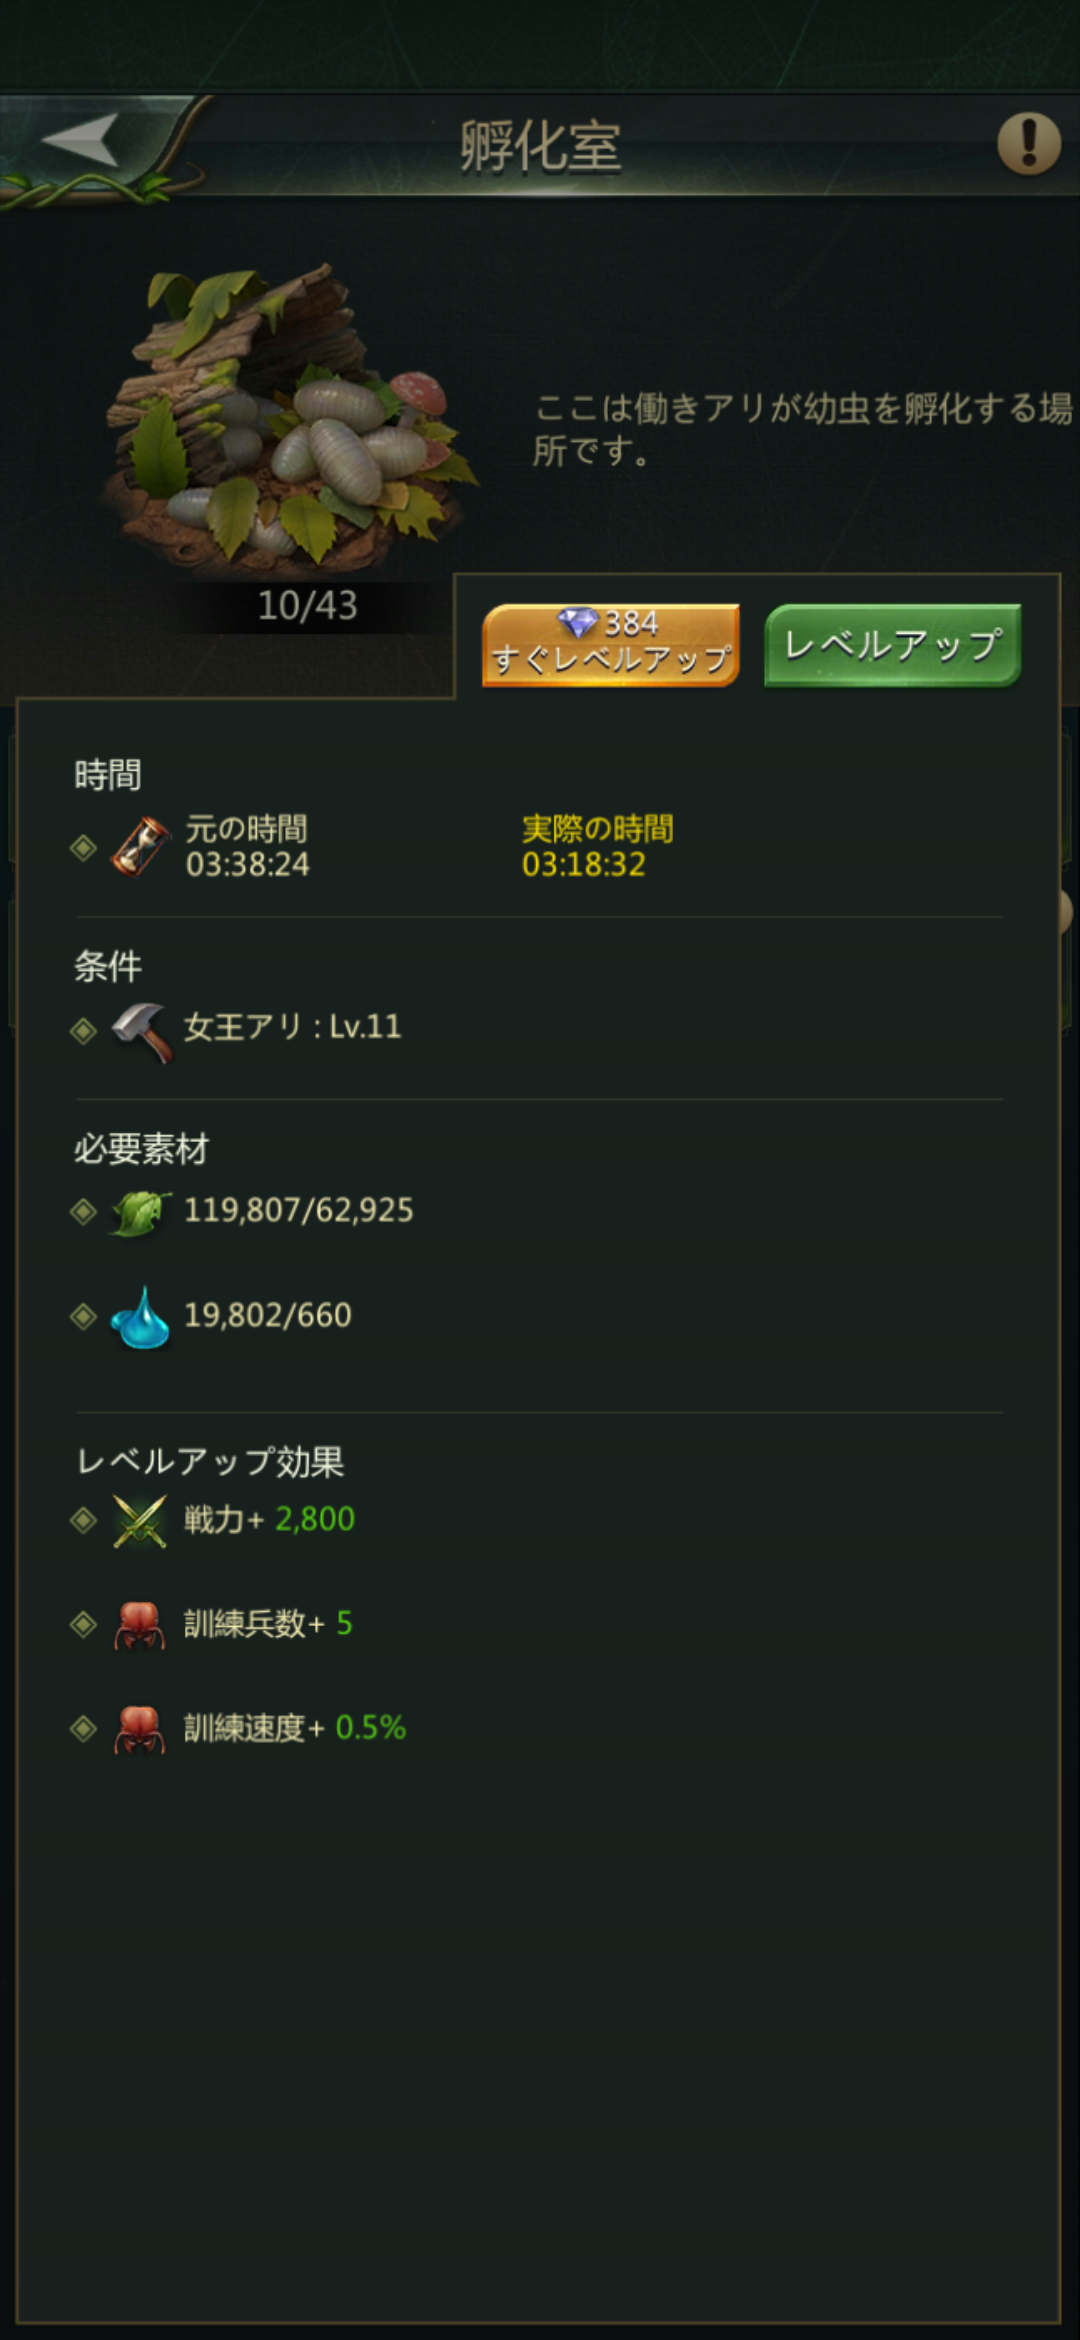 孵化室
ここは働きアリが幼虫を孵化する場
所です。
10/43
384
すぐレベルアップ
レベルアップ
時間
元の時間
03:38:24
実際の時間
03:18:32
条件
女王アリ : Lv.11
必要素材
119,807/62,925
19,802/660
レベルアップ効果
戦力+ 2,800
訓練兵数+ 5
訓練速度+ 0.5%